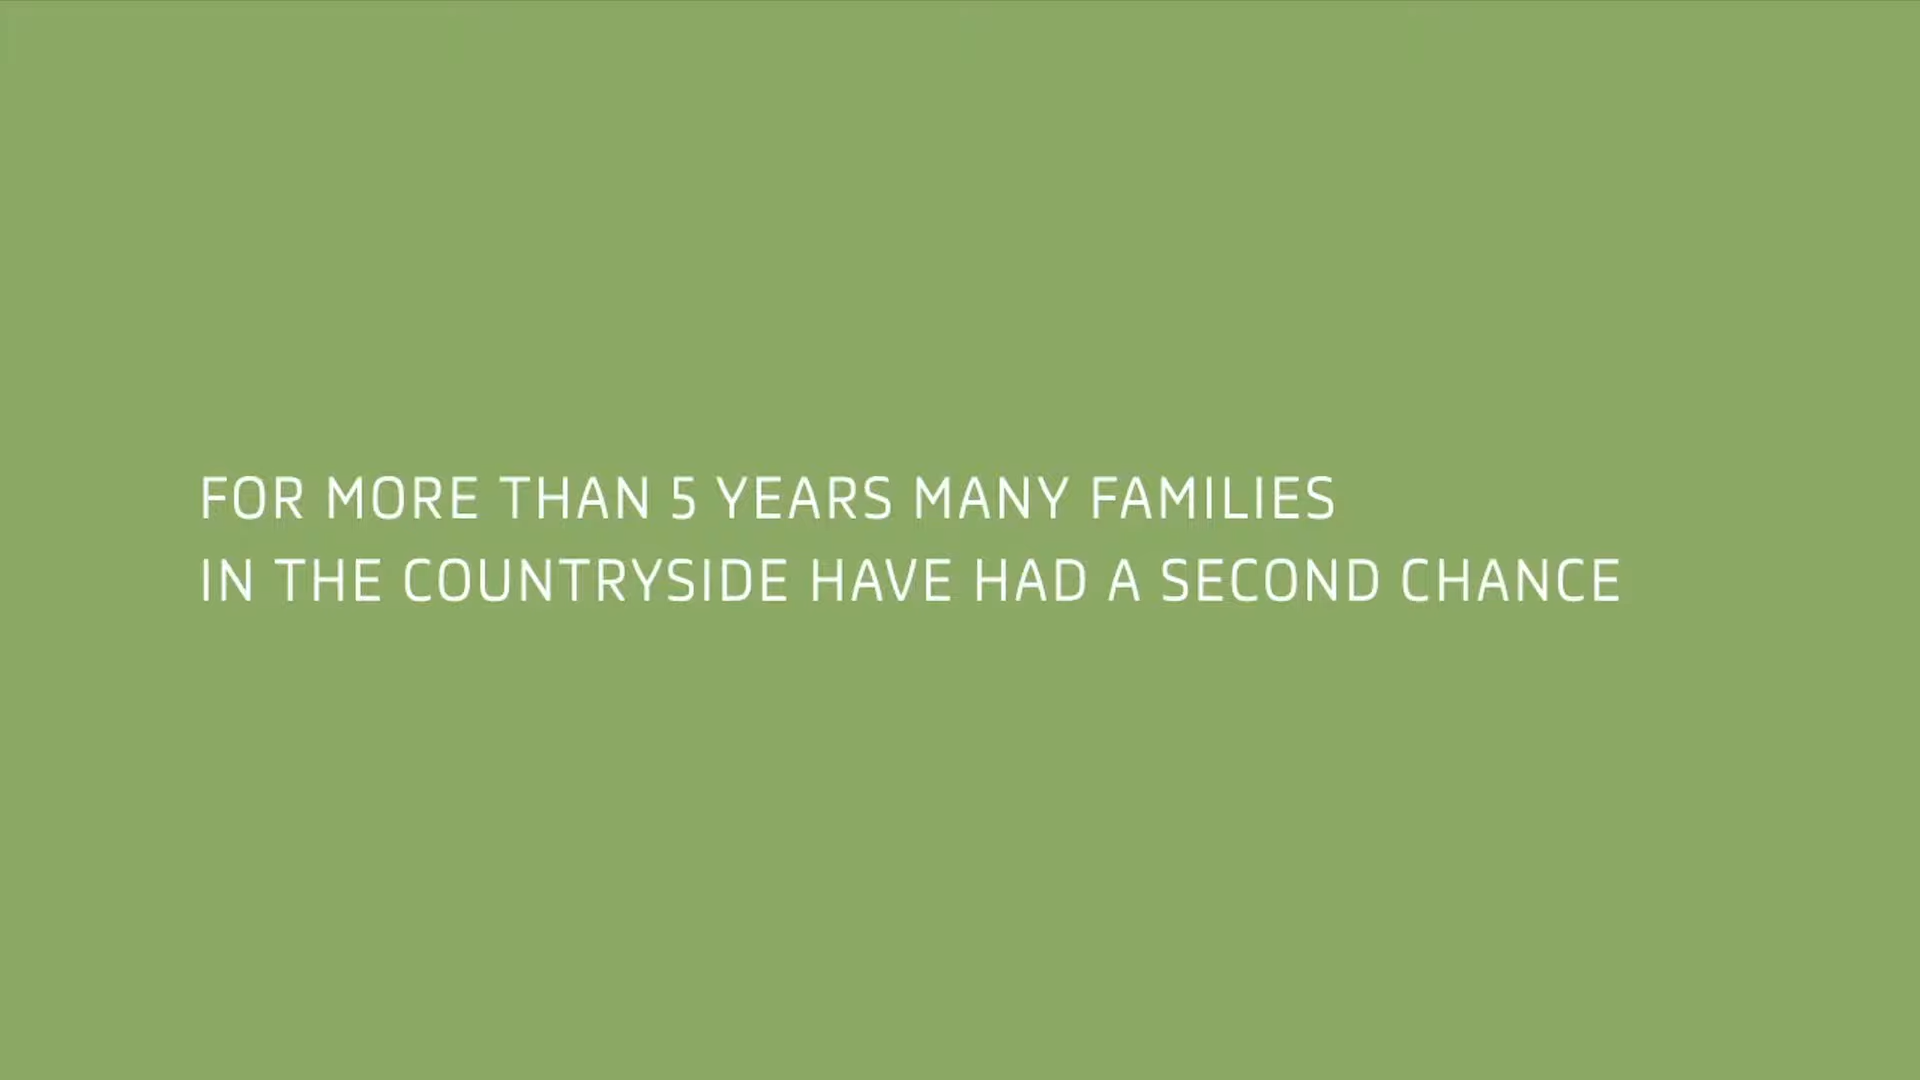 FOR MORE THAN 5 YEARS MANY FAMILIES
IN THE COUNTRYSIDE HAVE HAD A SECOND CHANCE